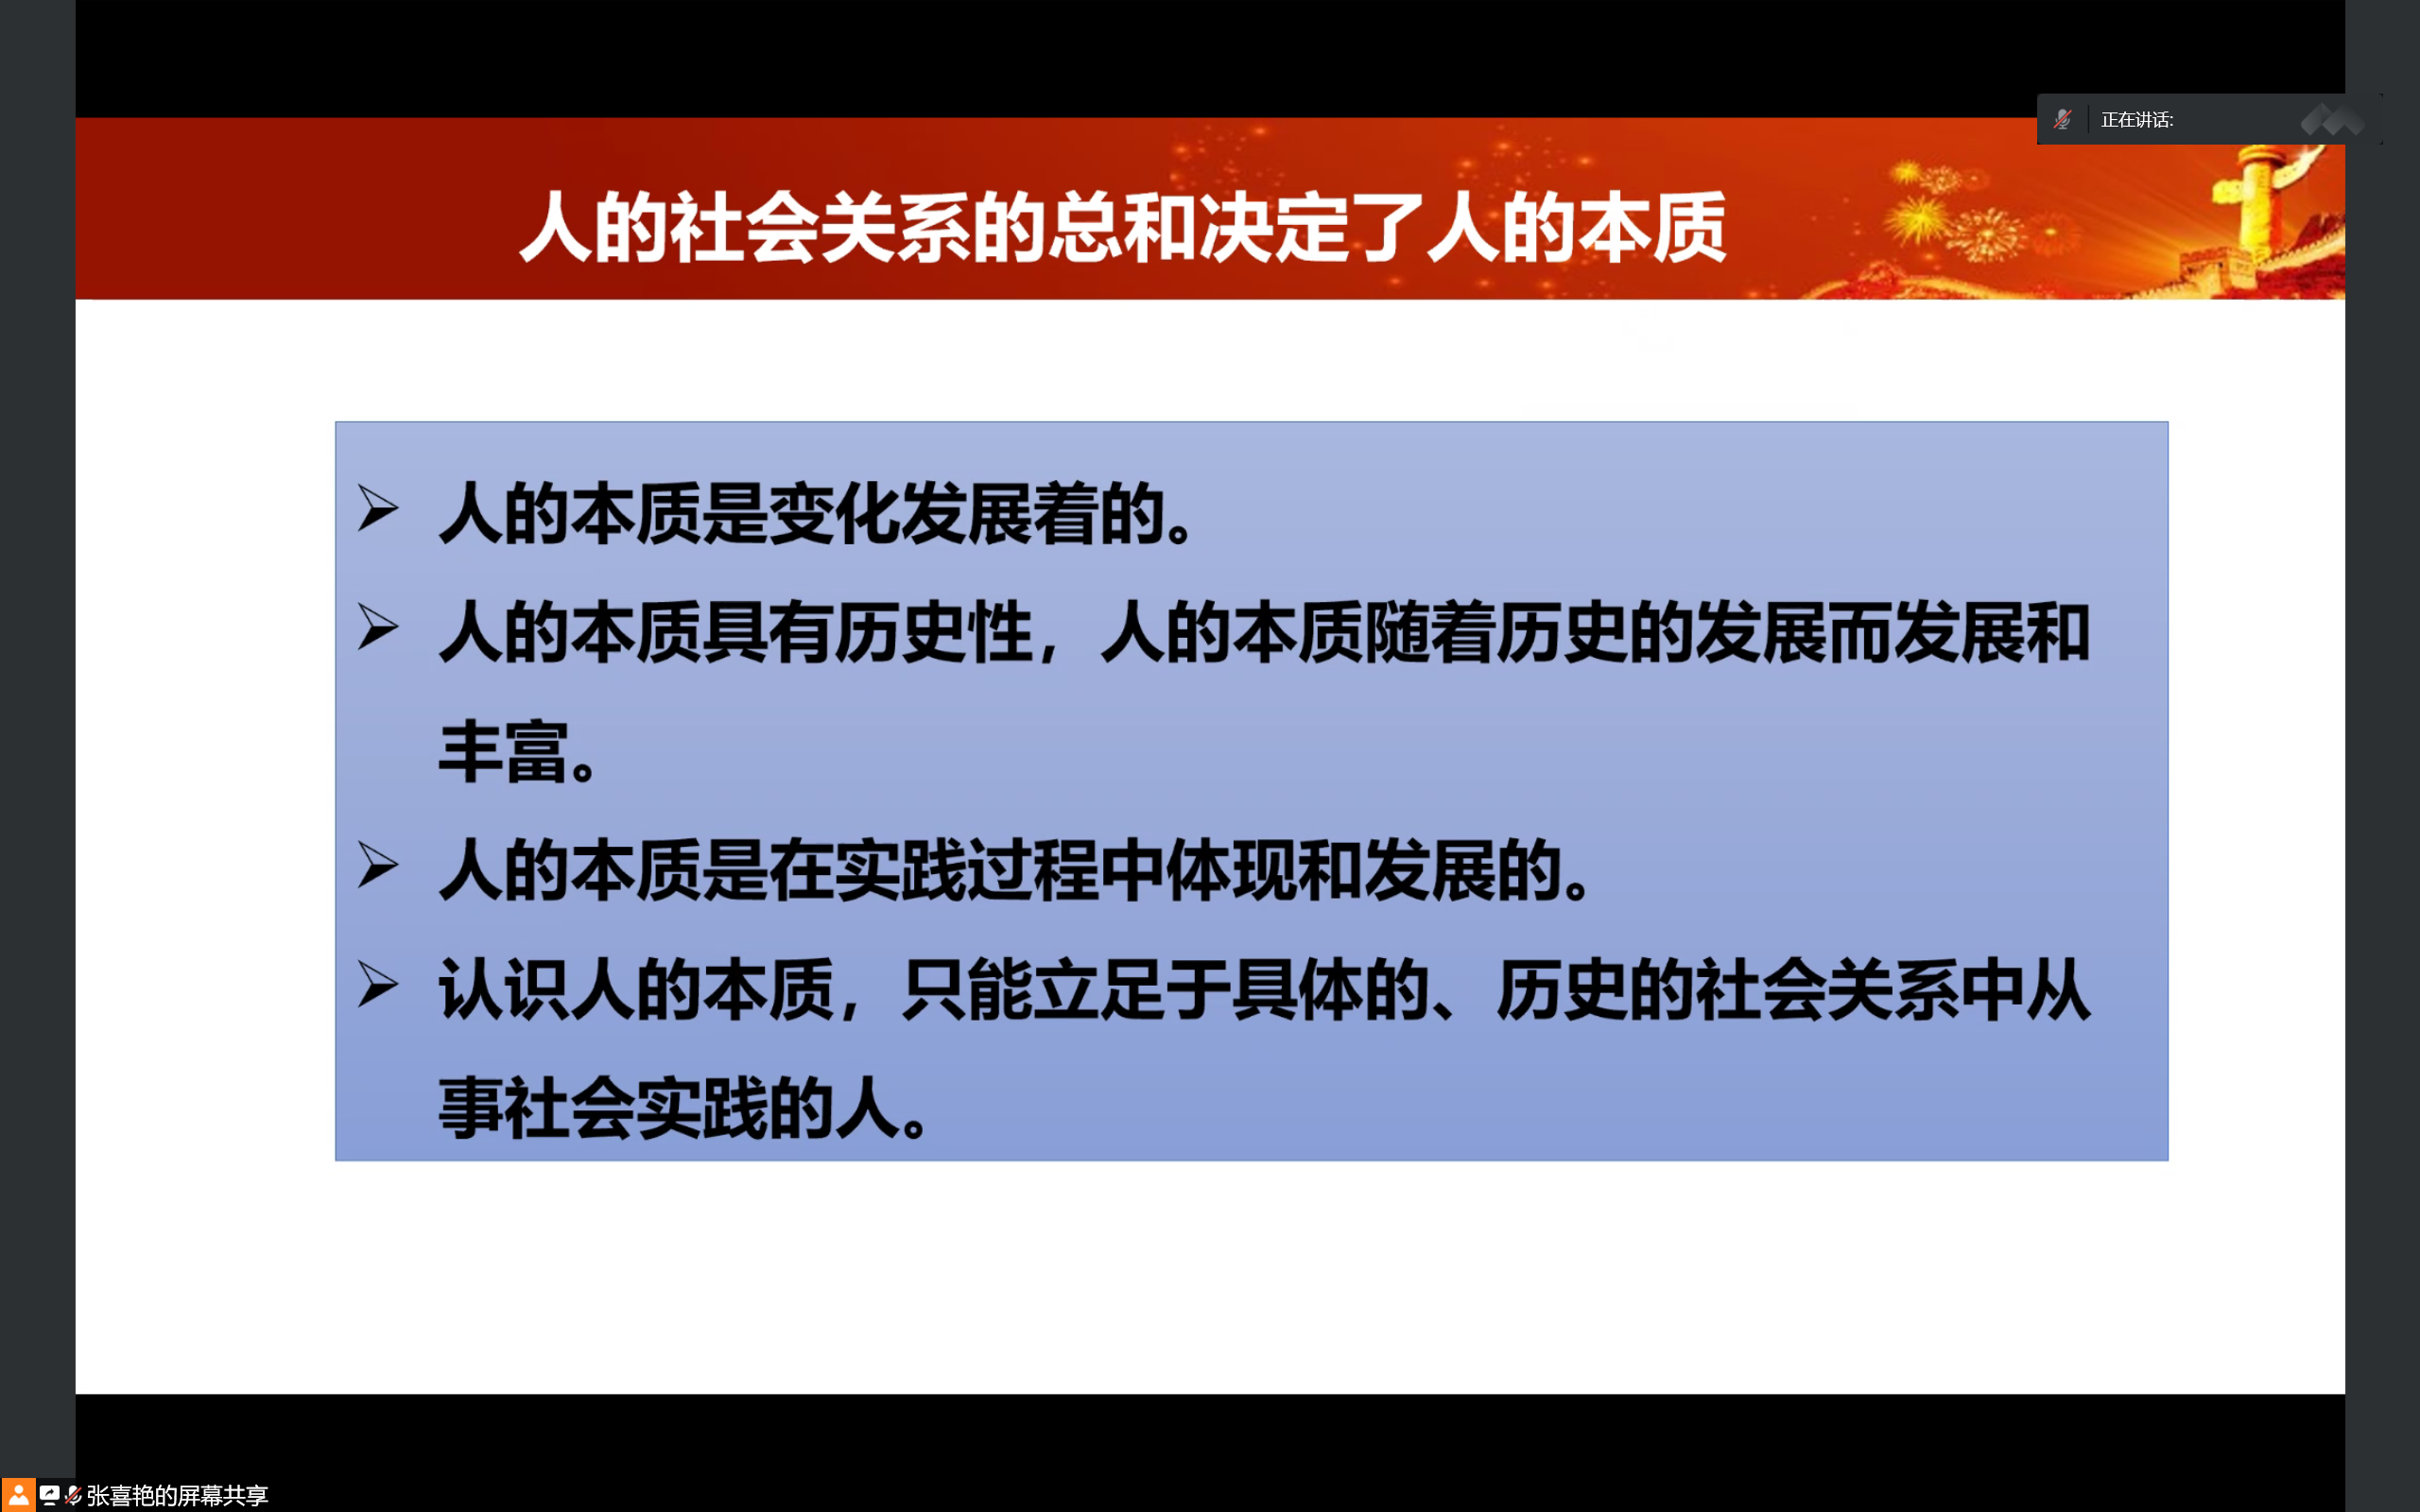 正在讲话:
人的社会关系的总和决定了人的本质
人的本质是变化发展着的。
人的本质具有历史性，人的本质随着历史的发展而发展和
丰富。
人的本质是在实践过程中体现和发展的。
认识人的本质，只能立足于具体的、历史的社会关系中从
事社会实践的人。
张喜艳的屏幕共享